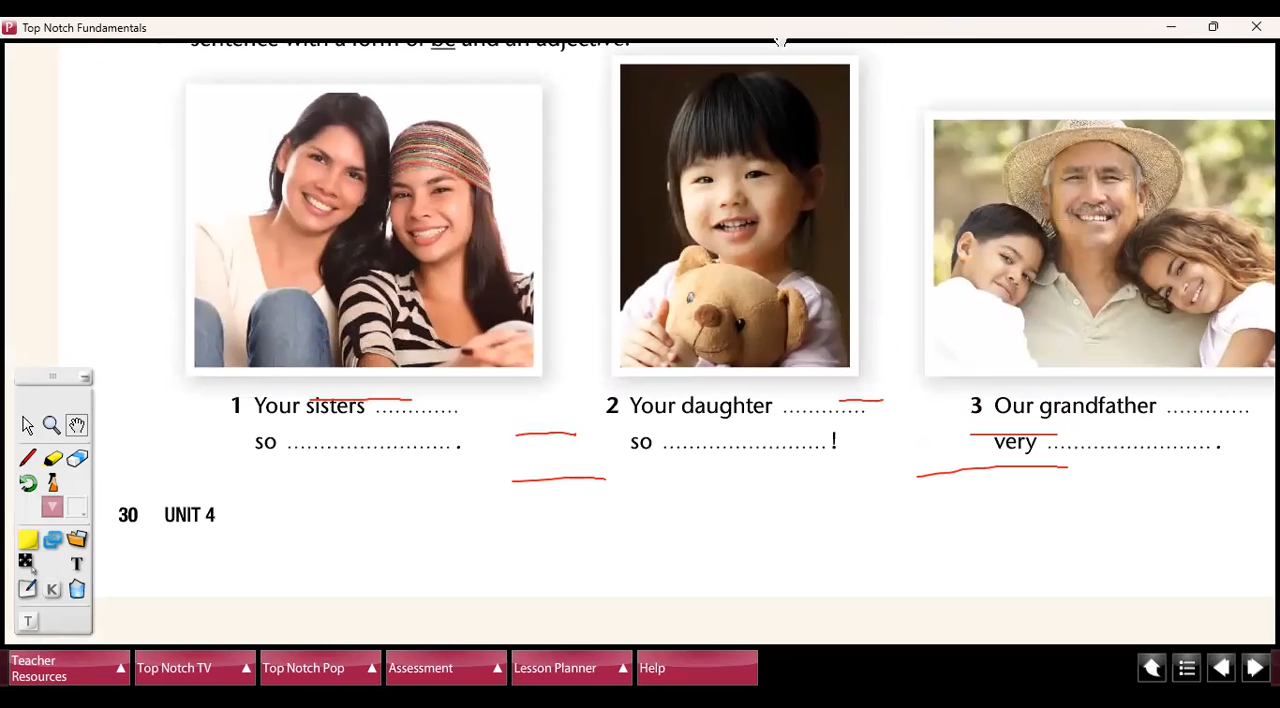 Top Notch Fundamentals
sentence with a form of be and an adjective.
1 Your sisters .............
so ......................... .
2 Your daughter .............
so ......................... !
3 Our grandfather .............
very ......................... .
30 UNIT 4
T
K
T
Teacher Resources
Top Notch TV
Top Notch Pop
Assessment
Lesson Planner
Help